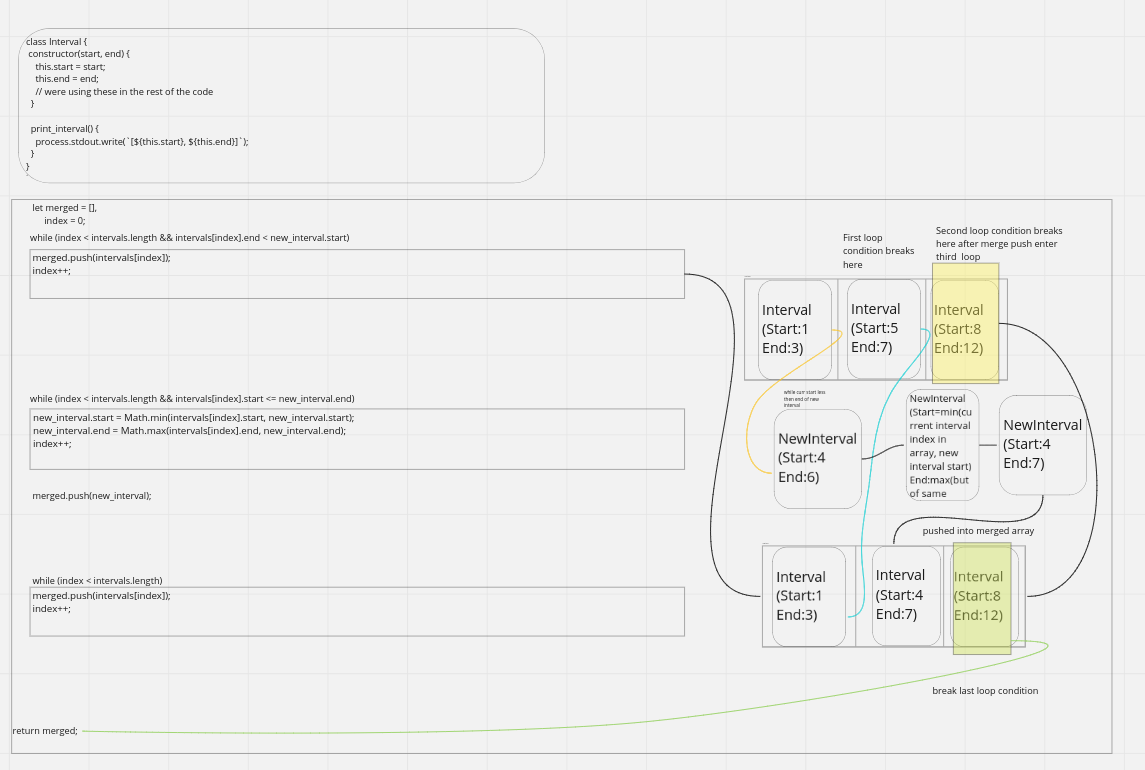 class Interval {
constructor(start, end) {
this.start = start;
this.end = end;
// were using these in the rest of the code
}
print_interval() {
process.stdout.write(`[${this.start}, ${this.end}]`);
}
}
let merged = [],
index = 0;
while (index < intervals.length && intervals[index].end < new_interval.start)
merged.push(intervals[index]);
index++;
while (index < intervals.length && intervals[index].start <= new_interval.end)
new_interval.start = Math.min(intervals[index].start, new_interval.start);
new_interval.end = Math.max(intervals[index].end, new_interval.end);
index++;
merged.push(new_interval);
while (index < intervals.length)
merged.push(intervals[index]);
index++;
return merged;
First loop
condition breaks
here
Second loop condition breaks
here after merge push enter
third loop
Interval
(Start:1
End:3)
Interval
(Start:5
End:7)
Interval
(Start:8
End:12)
while curr start less
then end of new
interval
NewInterval
(Start:4
End:6)
NewInterval
(Start=min(cu
rrent interval
index in
array, new
interval start)
End:max(but
of same
NewInterval
(Start:4
End:7)
pushed into merged array
Interval
(Start:1
End:3)
Interval
(Start:4
End:7)
Interval
(Start:8
End:12)
break last loop condition